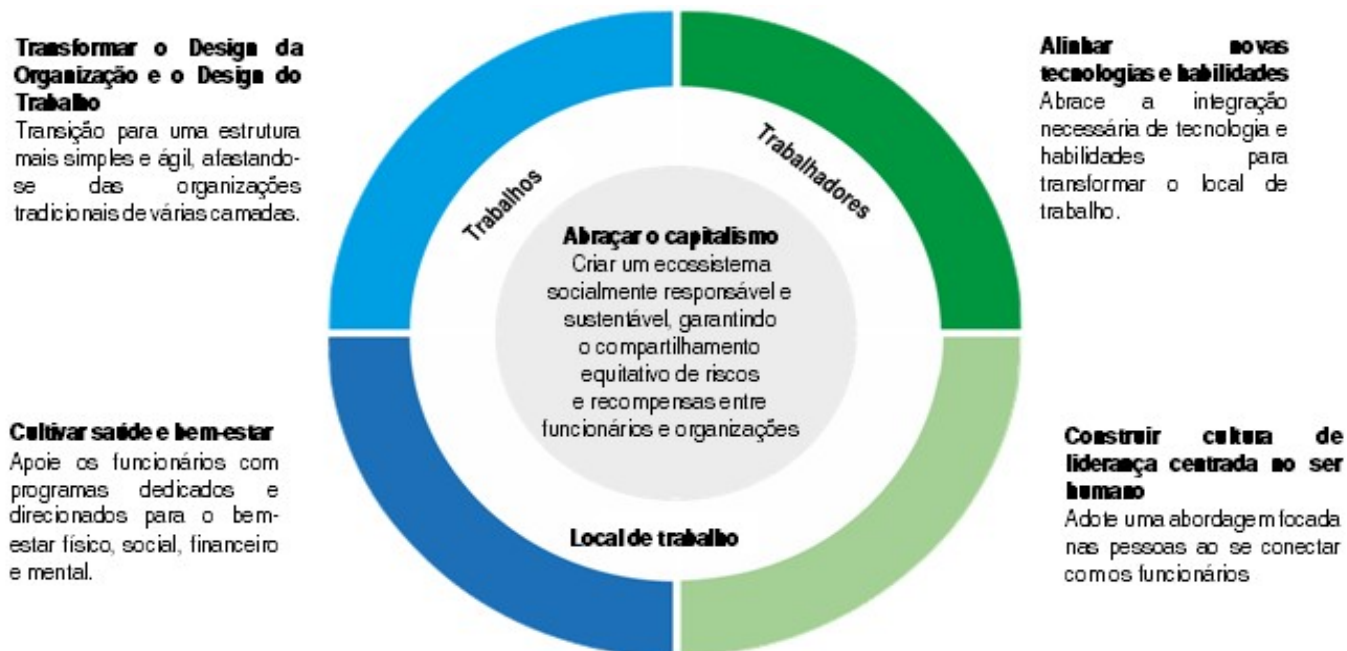 Transformar o Design da
Organização e o Design do
Trabalho
Transição para uma estrutura
mais simples e ágil, afastando-
se das organizações
tradicionais de várias camadas.
Alinhar novas
tecnologias e habilidades
Abrace a integração
necessária de tecnologia e
habilidades para
transformar o local de
trabalho.
Trabalhos
Trabalhadores
Abraçar o capitalismo
Criar um ecossistema
socialmente responsável e
sustentável, garantindo
o compartilhamento
equitativo de riscos
e recompensas entre
funcionários e organizações
Local de trabalho
Cultivar saúde e bem-estar
Apoie os funcionários com
programas dedicados e
direcionados para o bem-
estar físico, social, financeiro
e mental.
Construir cultura de
liderança centrada no ser
humano
Adote uma abordagem focada
nas pessoas ao se conectar
com os funcionários